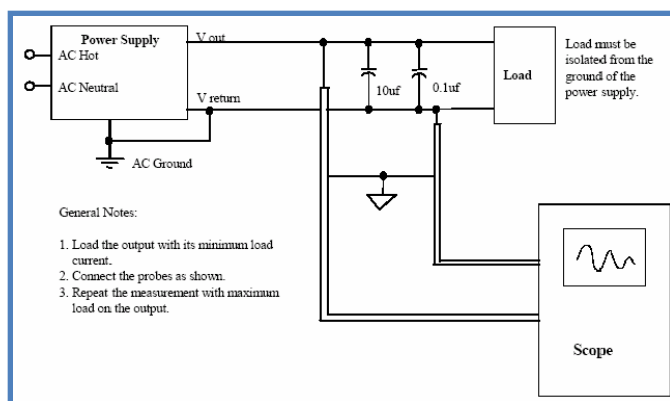 Power Supply
AC Hot
AC Neutral
V out
V return
AC Ground
10uf
0.1uf
Load
Load must be
isolated from the
ground of the
power supply.
General Notes:
1. Load the output with its minimum load
current.
2. Connect the probes as shown.
3. Repeat the measurement with maximum
load on the output.
Scope